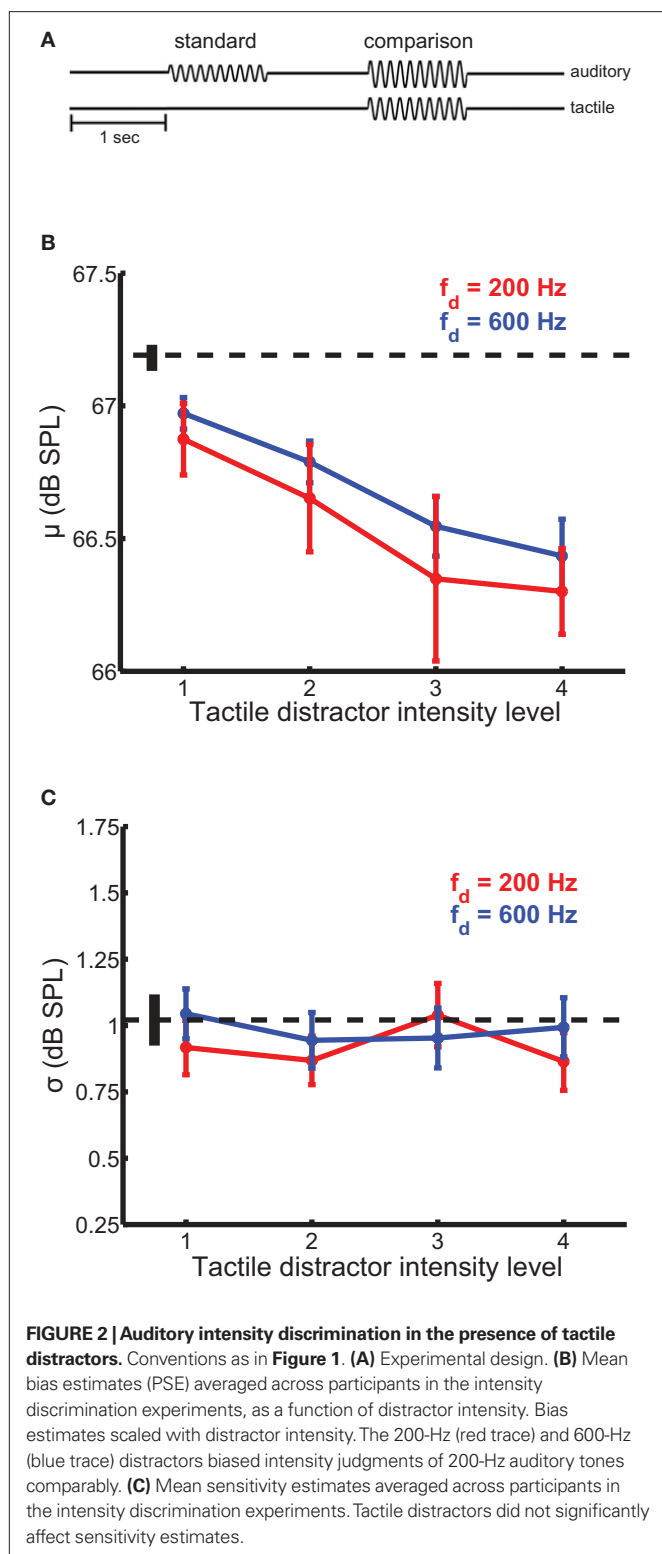 A
standard comparison
auditory
tactile
1 sec
B
67.5
67
66.5
66
μ (dB SPL)
f_d = 200 Hz
f_d = 600 Hz
1 2 3 4
Tactile distractor intensity level
C
1.75
1.5
1.25
1
0.75
0.5
0.25
σ (dB SPL)
f_d = 200 Hz
f_d = 600 Hz
1 2 3 4
Tactile distractor intensity level
FIGURE 2 | Auditory intensity discrimination in the presence of tactile
distractors. Conventions as in Figure 1. (A) Experimental design. (B) Mean
bias estimates (PSE) averaged across participants in the intensity
discrimination experiments, as a function of distractor intensity. Bias
estimates scaled with distractor intensity. The 200-Hz (red trace) and 600-Hz
(blue trace) distractors biased intensity judgments of 200-Hz auditory tones
comparably. (C) Mean sensitivity estimates averaged across participants in
the intensity discrimination experiments. Tactile distractors did not significantly
affect sensitivity estimates.